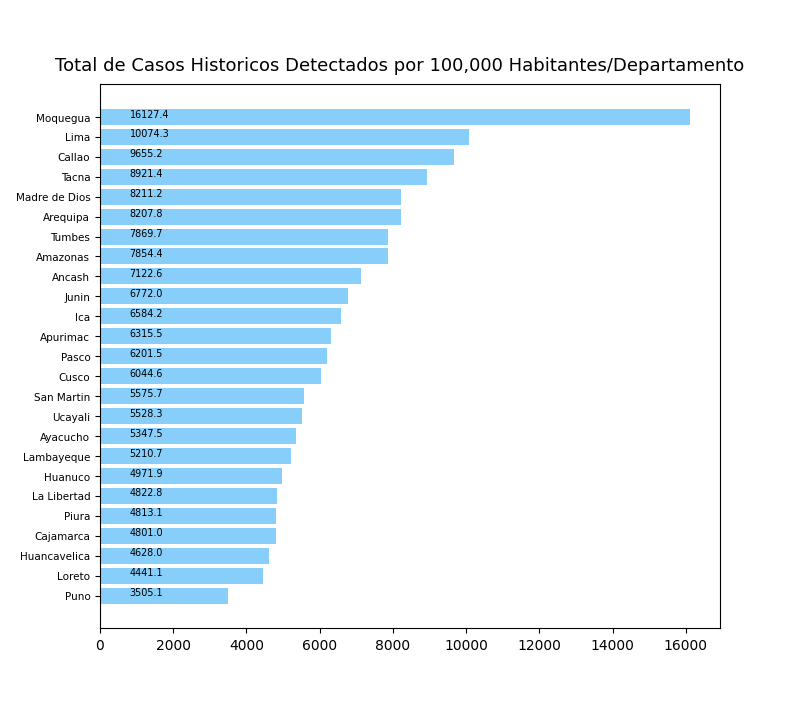 Total de Casos Historicos Detectados por 100,000 Habitantes/Departamento
Moquegua 16127.4
Lima 10074.3
Callao 9655.2
Tacna 8921.4
Madre de Dios 8211.2
Arequipa 8207.8
Tumbes 7869.7
Amazonas 7854.4
Ancash 7122.6
Junin 6772.0
Ica 6584.2
Apurimac 6315.5
Pasco 6201.5
Cusco 6044.6
San Martin 5575.7
Ucayali 5528.3
Ayacucho 5347.5
Lambayeque 5210.7
Huanuco 4971.9
La Libertad 4822.8
Piura 4813.1
Cajamarca 4801.0
Huancavelica 4628.0
Loreto 4441.1
Puno 3505.1
0 2000 4000 6000 8000 10000 12000 14000 16000